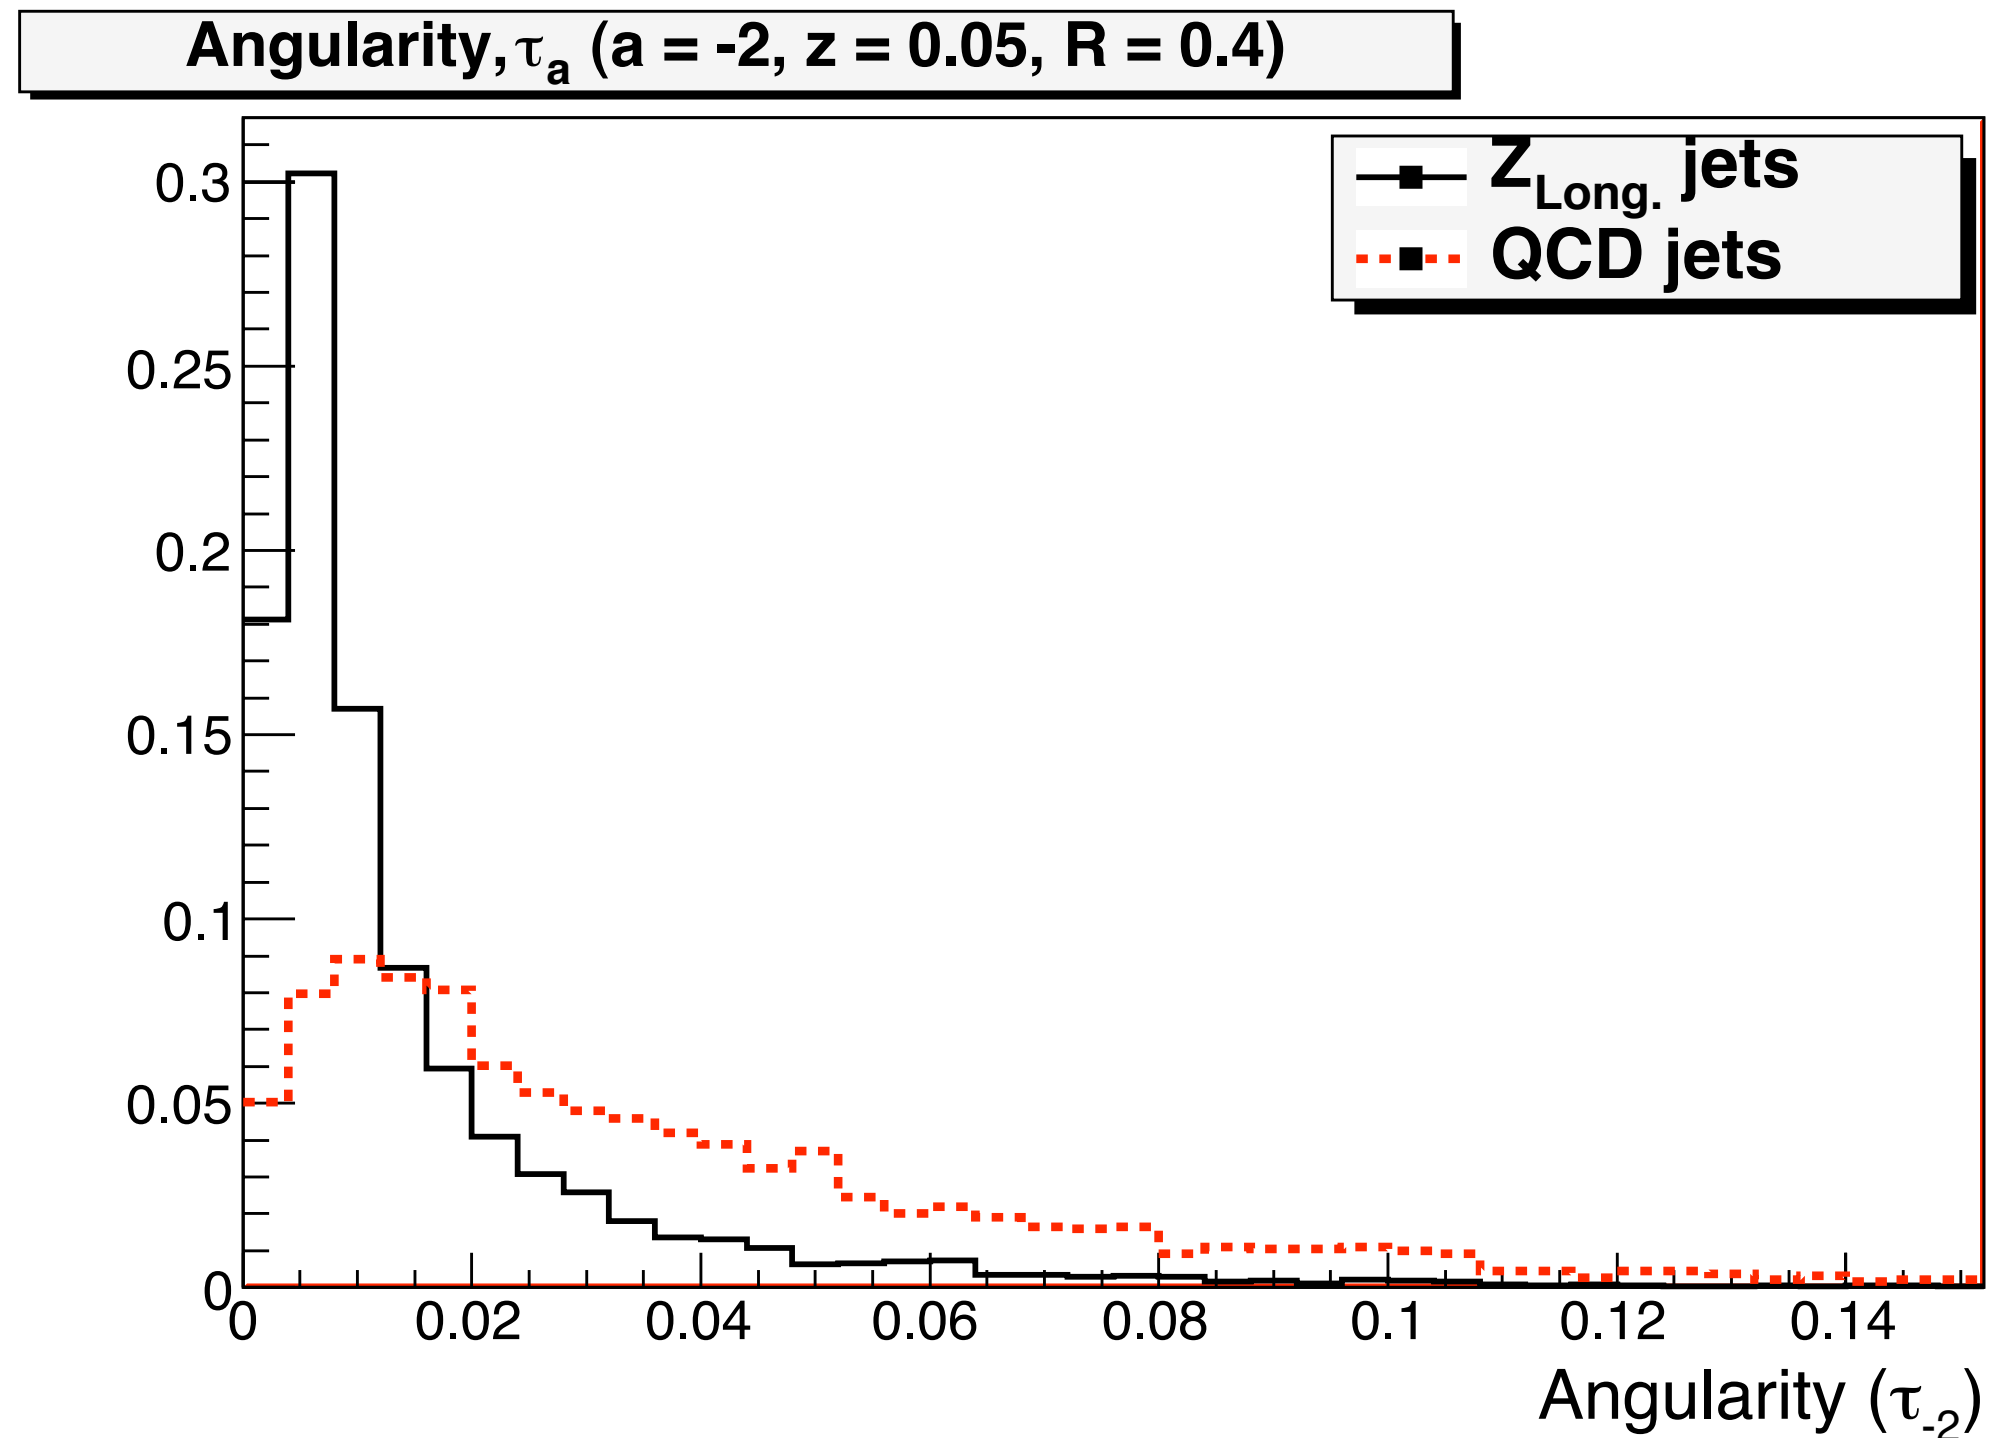 Angularity, τa (a = -2, z = 0.05, R = 0.4)
ZLong. jets
QCD jets
0.3
0.25
0.2
0.15
0.1
0.05
0
0 0.02 0.04 0.06 0.08 0.1 0.12 0.14
Angularity (τ-2)